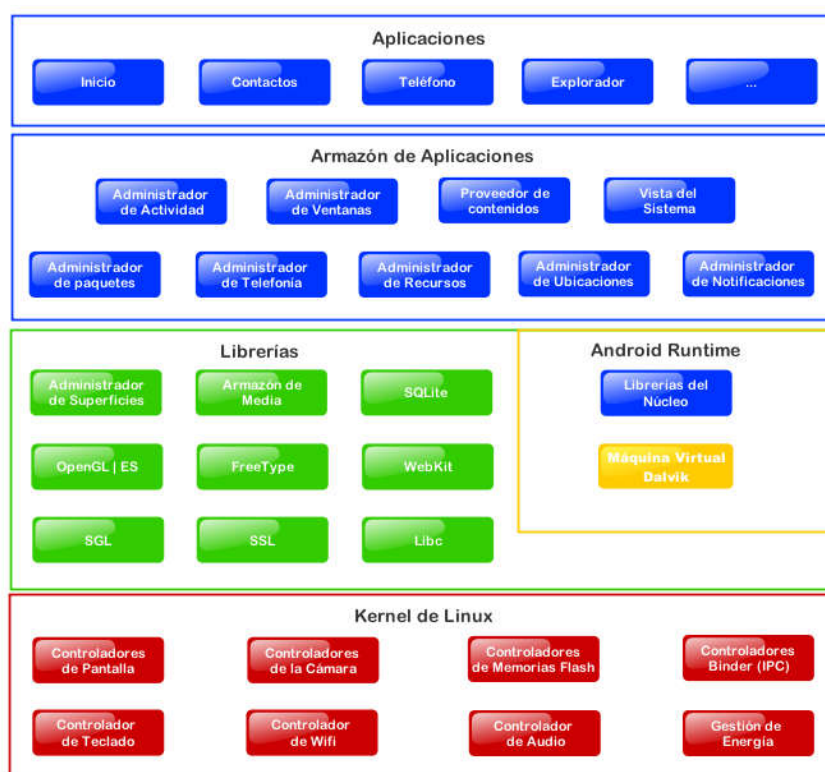 Aplicaciones
Inicio
Contactos
Teléfono
Explorador
...
Armazón de Aplicaciones
Administrador
de Actividad
Administrador
de Ventanas
Proveedor de
contenidos
Vista del
Sistema
Administrador
de paquetes
Administrador
de Telefonía
Administrador
de Recursos
Administrador
de Ubicaciones
Administrador
de Notificaciones
Librerías
Administrador
de Superficies
Armazón de
Media
SQLite
OpenGL | ES
FreeType
WebKit
SGL
SSL
Libc
Android Runtime
Librerias del
Núcleo
Máquina Virtual
Dalvik
Kernel de Linux
Controladores
de Pantalla
Controladores
de la Cámara
Controladores
de Memorias Flash
Controladores
Binder (IPC)
Controlador
de Teclado
Controlador
de Wifi
Controlador
de Audio
Gestión de
Energía